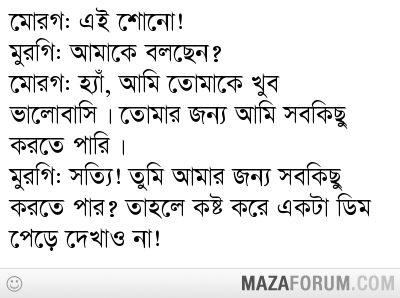 মোরগ: এই শোনো!
মুরগি: আমাকে বলছেন?
মোরগ: হ্যাঁ, আমি তোমাকে খুব
ভালোবাসি । তোমার জন্য আমি সবকিছু
করতে পারি ।
মুরগি: সত্যি! তুমি আমার জন্য সবকিছু
করতে পার? তাহলে কষ্ট করে একটা ডিম
পেড়ে দেখাও না!
MAZAFORUM.COM